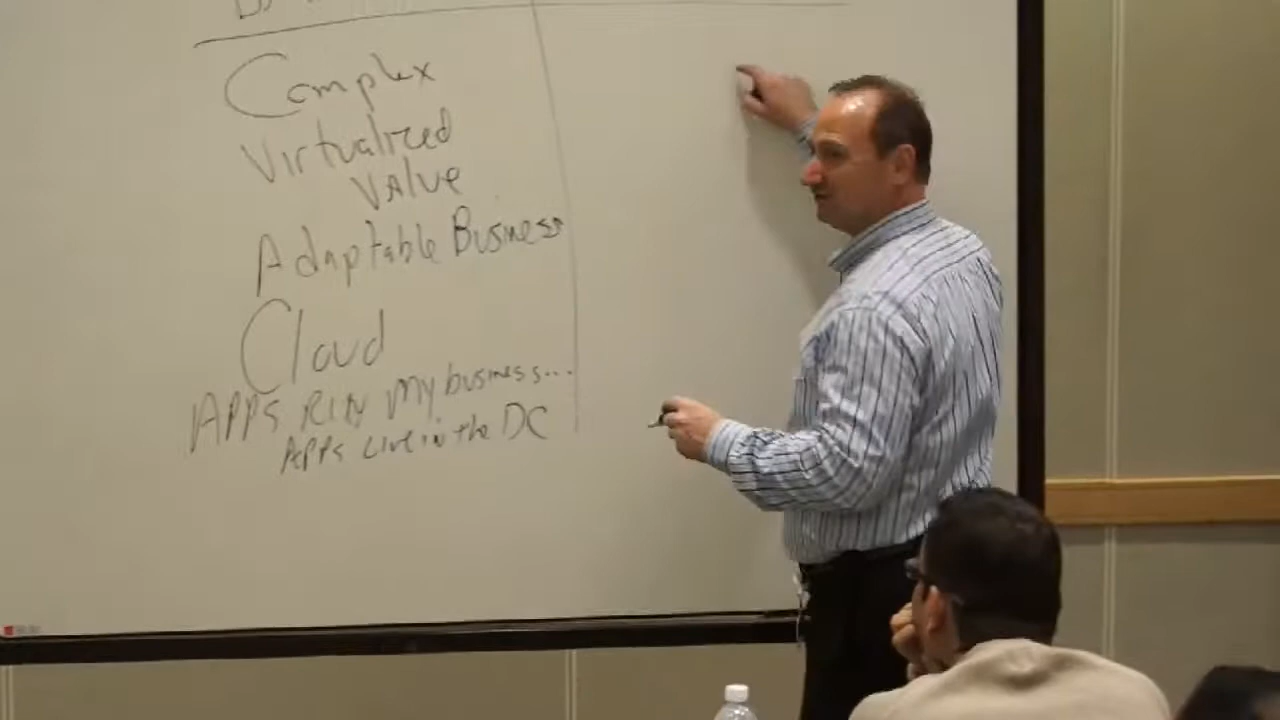 Complex
Virtualized
Value
Adaptable Business
Cloud
APPS RUN My business...
APPS Live in the DC